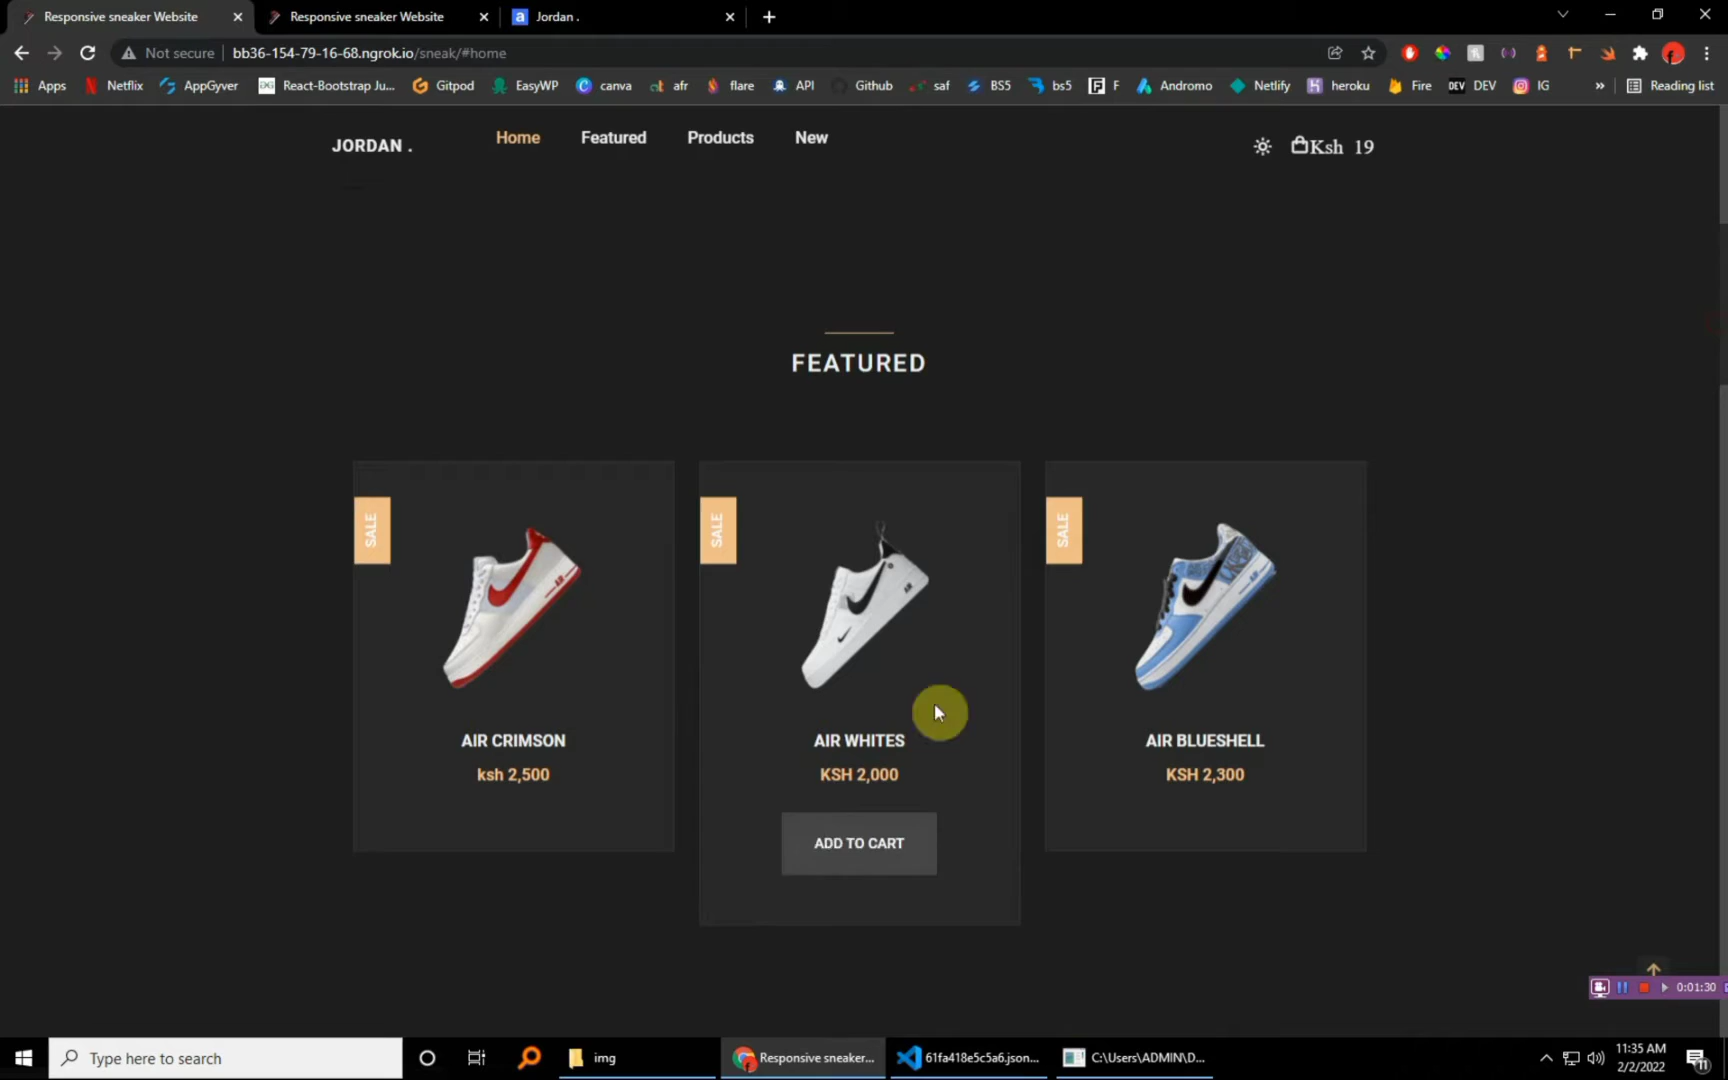 Responsive sneaker Website
Responsive sneaker Website
Jordan .
Not secure
bb36-154-79-16-68.ngrok.io/sneak/#home
Apps
Netflix
AppGyver
React-Bootstrap Ju...
Gitpod
EasyWP
canva
afr
flare
API
Github
saf
BS5
bs5
F
Andromo
Netlify
heroku
Fire
DEV
IG
»
Reading list
JORDAN .
Home
Featured
Products
New
Ksh 19
FEATURED
SALE
SALE
SALE
AIR CRIMSON
ksh 2,500
AIR WHITES
KSH 2,000
ADD TO CART
AIR BLUESHELL
KSH 2,300
0:01:30
Type here to search
img
Responsive sneaker...
61fa418e5c5a6.json...
C:\Users\ADMIN\D...
11:35 AM
2/2/2022